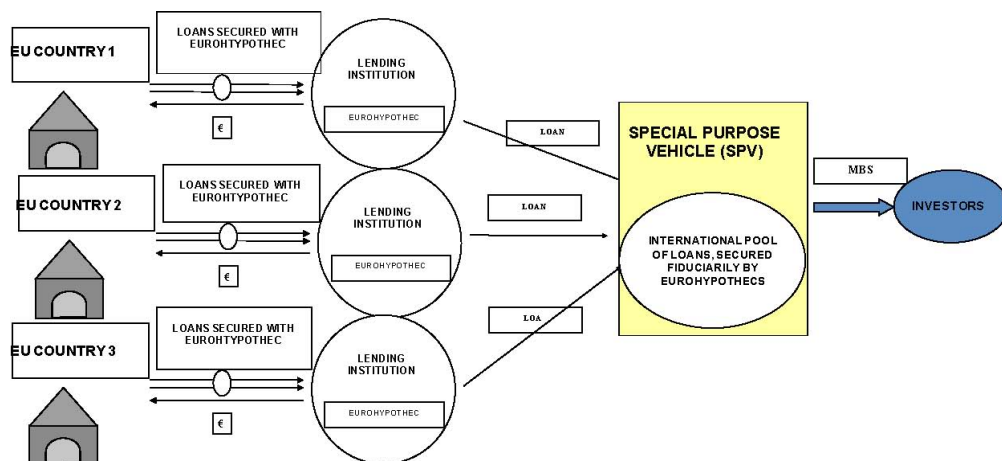 EU COUNTRY 1
LOANS SECURED WITH
EUROHTYPOTHEC
€
LENDING
INSTITUTION
EUROHYPOTHEC
LOAN
EU COUNTRY 2
LOANS SECURED WITH
EUROHTYPOTHEC
€
LENDING
INSTITUTION
EUROHYPOTHEC
LOAN
EU COUNTRY 3
LOANS SECURED WITH
EUROHTYPOTHEC
€
LENDING
INSTITUTION
EUROHYPOTHEC
LOA
SPECIAL PURPOSE
VEHICLE (SPV)
INTERNATIONAL POOL
OF LOANS, SECURED
FIDUCIARILY BY
EUROHYPOTHECS
MBS
INVESTORS